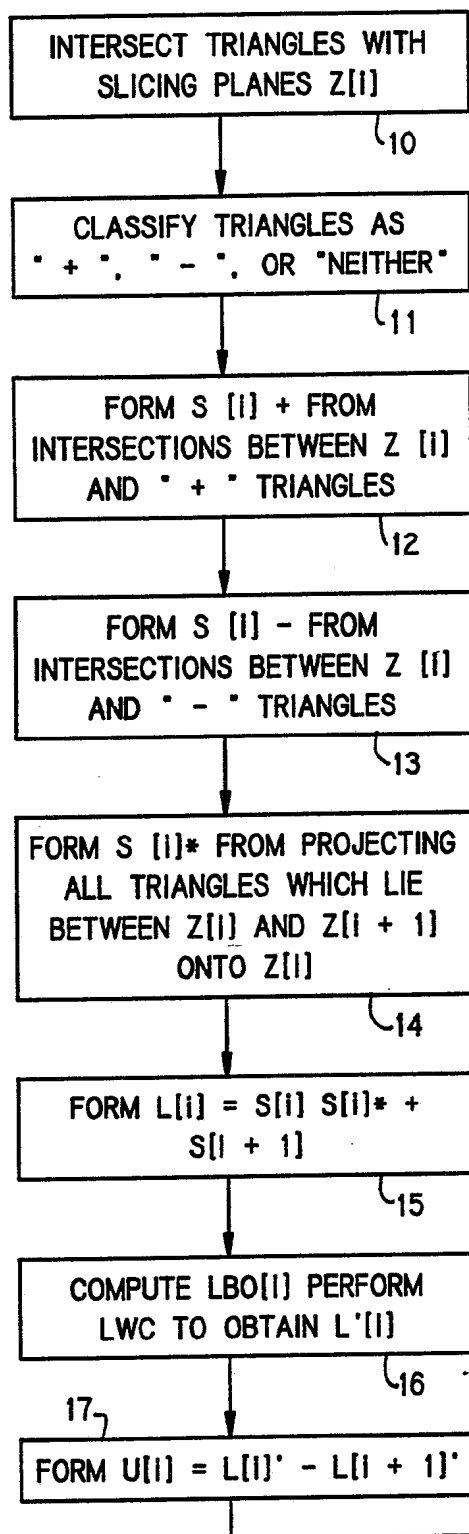 INTERSECT TRIANGLES WITH
SLICING PLANES Z[i]
10
CLASSIFY TRIANGLES AS
" + ", " - ", OR "NEITHER"
11
FORM S [i] + FROM
INTERSECTIONS BETWEEN Z [i]
AND " + " TRIANGLES
12
FORM S [i] - FROM
INTERSECTIONS BETWEEN Z [i]
AND " - " TRIANGLES
13
FORM S [i]* FROM PROJECTING
ALL TRIANGLES WHICH LIE
BETWEEN Z[i] AND Z[i + 1]
ONTO Z[i]
14
FORM L[i] = S[i] S[i]* +
S[i + 1]
15
COMPUTE LBO[i] PERFORM
LWC TO OBTAIN L'[i]
16
17
FORM U[i] = L[i]' - L[i + 1]'